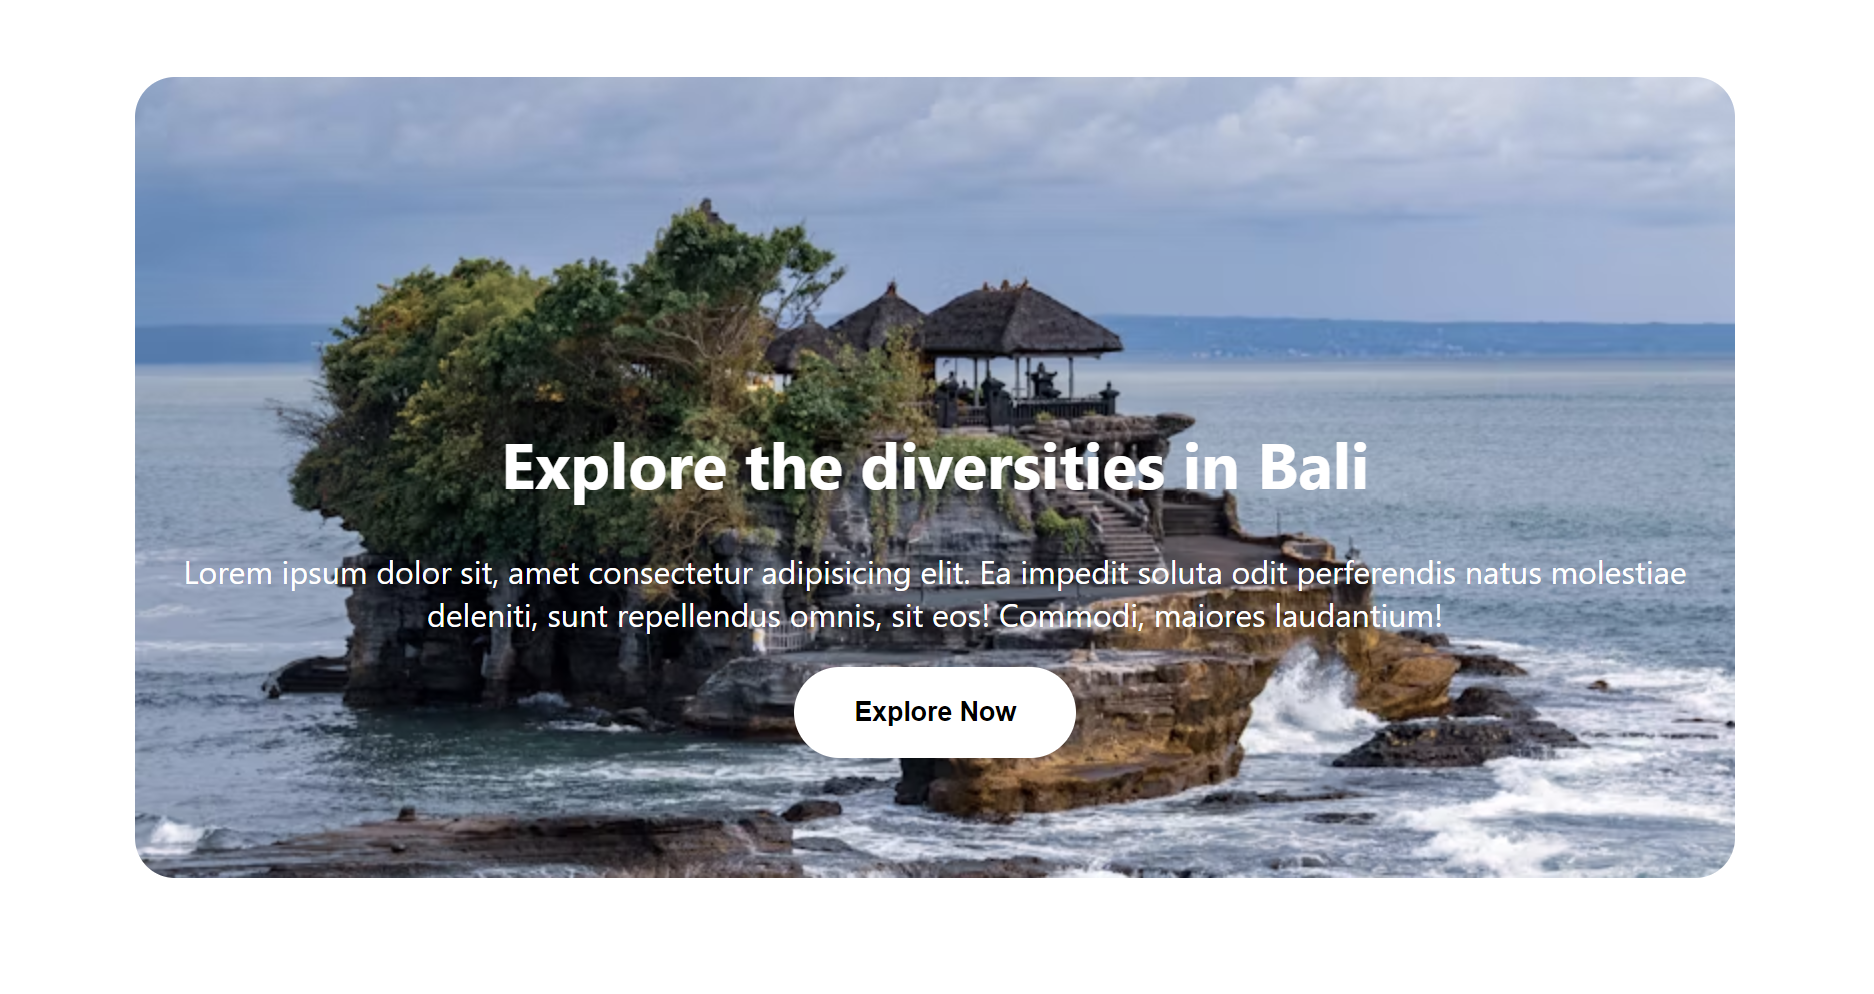 Explore the diversities in Bali
Lorem ipsum dolor sit, amet consectetur adipisicing elit. Ea impedit soluta odit perferendis natus molestiae
deleniti, sunt repellendus omnis, sit eos! Commodi, maiores laudantium!
Explore Now